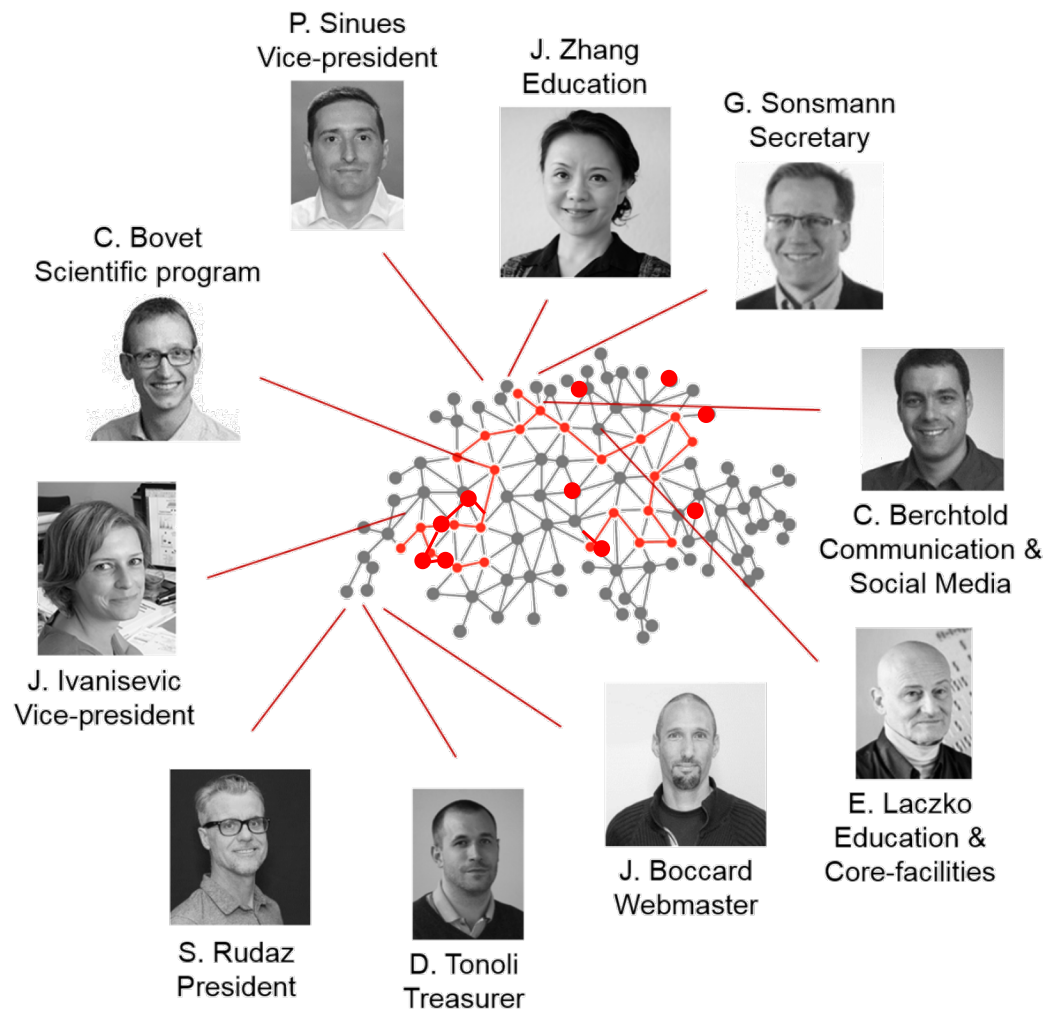 P. Sinues
Vice-president
J. Zhang
Education
G. Sonsmann
Secretary
C. Bovet
Scientific program
C. Berchtold
Communication &
Social Media
J. Ivanisevic
Vice-president
E. Laczko
Education &
Core-facilities
J. Boccard
Webmaster
S. Rudaz
President
D. Tonoli
Treasurer